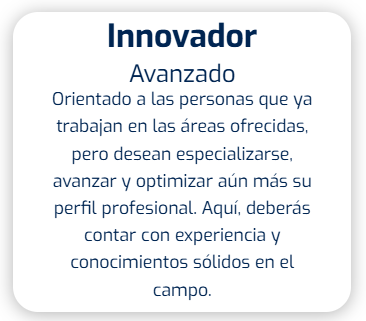 Innovador
Avanzado
Orientado a las personas que ya
trabajan en las áreas ofrecidas,
pero desean especializarse,
avanzar y optimizar aún más su
perfil profesional. Aquí, deberás
contar con experiencia y
conocimientos sólidos en el
campo.